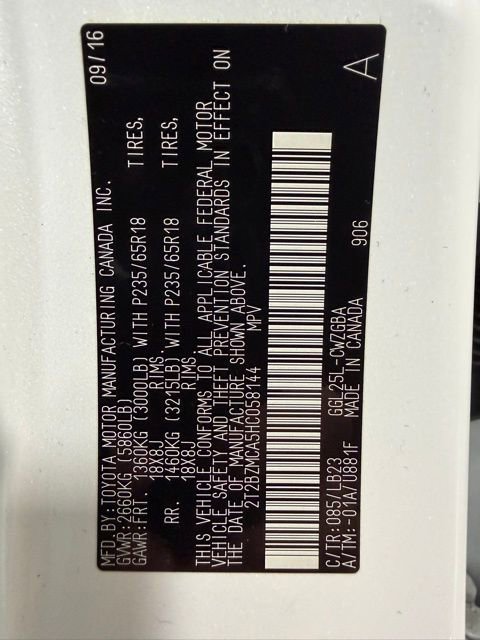 MFD.BY:TOYOTA MOTOR MANUFACTURING CANADA INC. 09/16
GVWR:2660KG (5860LB)
GAWR:FRT. 1360KG (3000LB) WITH P235/65R18 TIRES,
18X8J RIMS
RR. 1460KG (3215LB) WITH P235/65R18 TIRES,
18X8J RIMS
THIS VEHICLE CONFORMS TO ALL APPLICABLE FEDERAL MOTOR
VEHICLE SAFETY AND THEFT PREVENTION STANDARDS IN EFFECT ON
THE DATE OF MANUFACTURE SHOWN ABOVE.
2T2BZMCA5HC058144 MPV
C/TR:085/LB23 GGL25L-CWZGBA
A/TM:-01A/U881F MADE IN CANADA 906 A